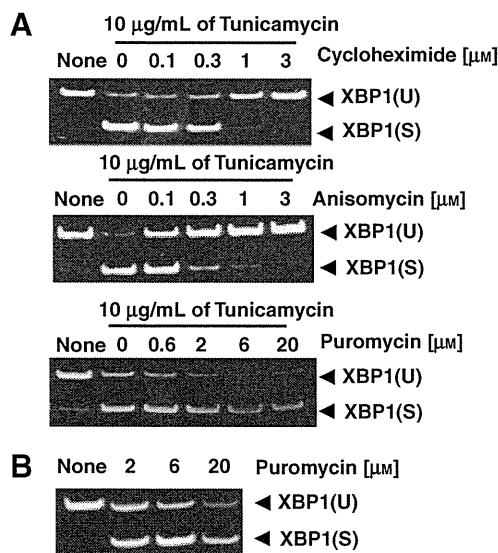 A
10 μg/mL of Tunicamycin
None 0 0.1 0.3 1 3 Cycloheximide [μM]
◄ XBP1(U)
◄ XBP1(S)
10 μg/mL of Tunicamycin
None 0 0.1 0.3 1 3 Anisomycin [μM]
◄ XBP1(U)
◄ XBP1(S)
10 μg/mL of Tunicamycin
None 0 0.6 2 6 20 Puromycin [μM]
◄ XBP1(U)
◄ XBP1(S)
B
None 2 6 20 Puromycin [μM]
◄ XBP1(U)
◄ XBP1(S)